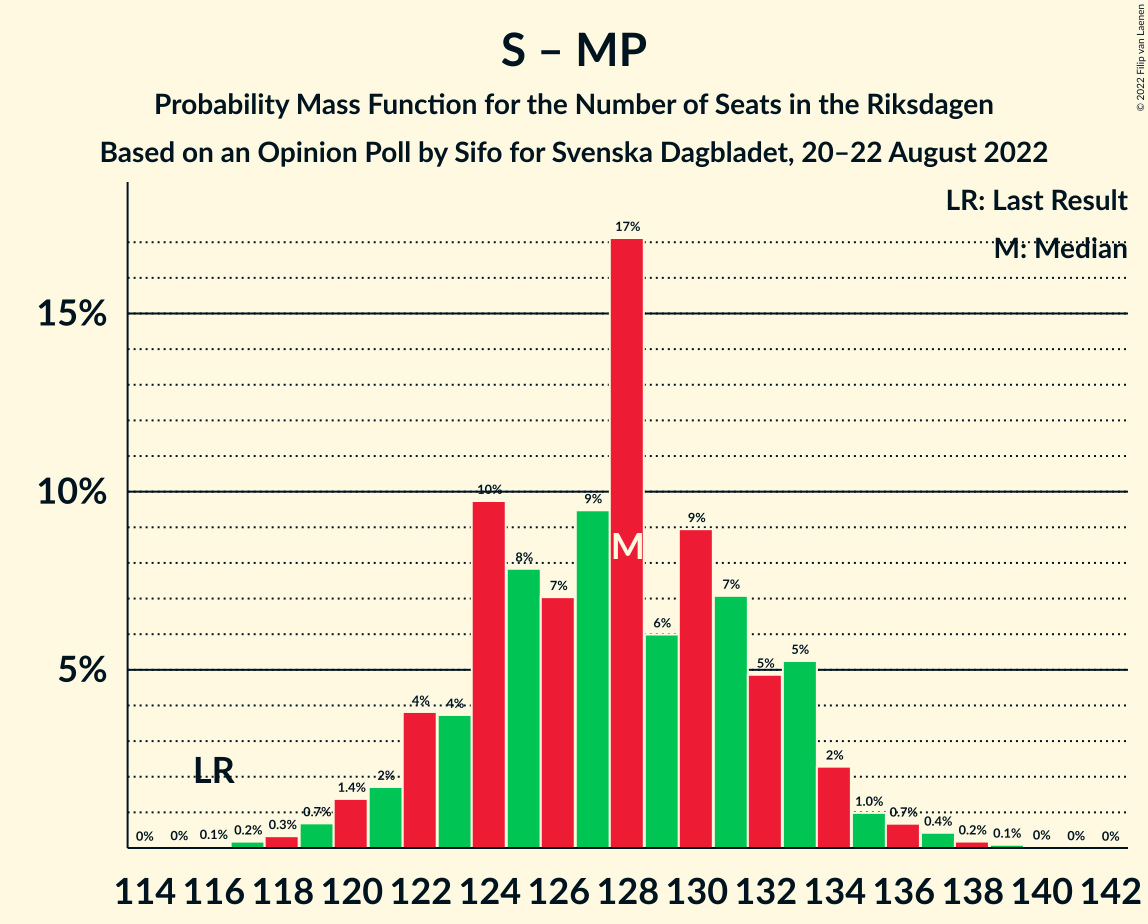 S – MP
Probability Mass Function for the Number of Seats in the Riksdagen
Based on an Opinion Poll by Sifo for Svenska Dagbladet, 20–22 August 2022
© 2022 Filip van Laenen
LR: Last Result
M: Median
15%
10%
5%
LR
M
0% 0% 0.1% 0.2% 0.3% 0.7% 1.4% 2% 4% 4% 10% 8% 7% 9% 17% 6% 9% 7% 5% 5% 2% 1.0% 0.7% 0.4% 0.2% 0.1% 0% 0% 0%
114 116 118 120 122 124 126 128 130 132 134 136 138 140 142